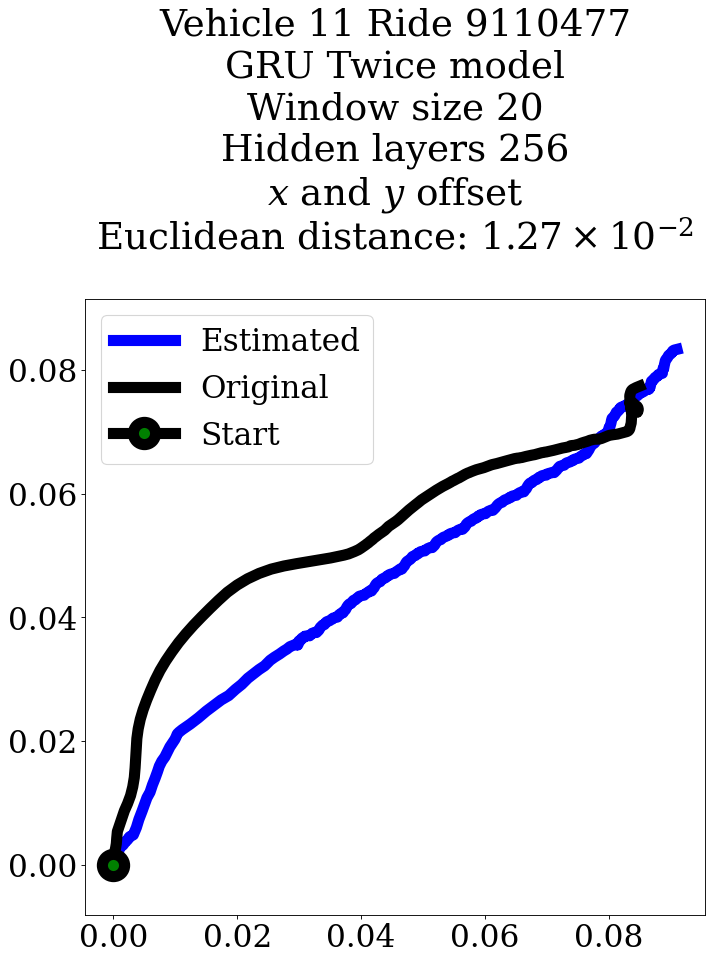 Vehicle 11 Ride 9110477
GRU Twice model
Window size 20
Hidden layers 256
x and y offset
Euclidean distance: 1.27 × 10⁻²
Estimated
Original
Start
0.08
0.06
0.04
0.02
0.00
0.00 0.02 0.04 0.06 0.08